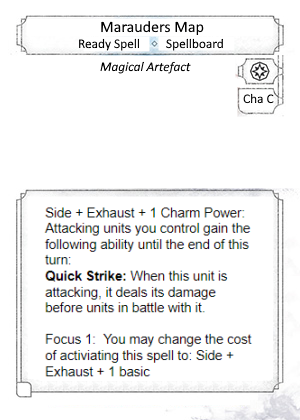 Marauders Map
Ready Spell Spellboard
Magical Artefact
Cha C
Side + Exhaust + 1 Charm Power:
Attacking units you control gain the
following ability until the end of this
turn:
Quick Strike: When this unit is
attacking, it deals its damage
before units in battle with it.
Focus 1: You may change the cost
of activiating this spell to: Side +
Exhaust + 1 basic